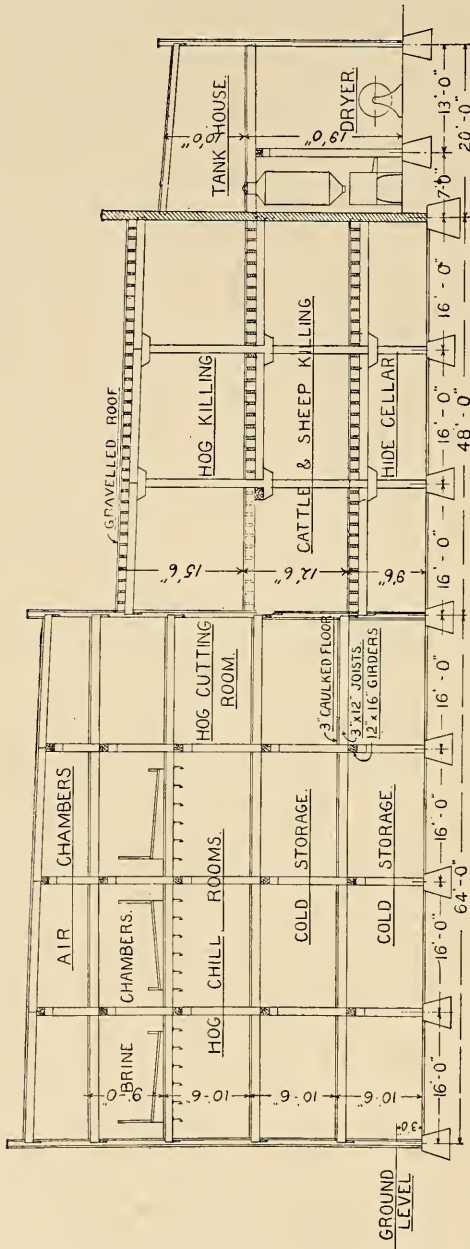 GRAVELLED ROOF
TANK HOUSE.
DRYER.
HOG KILLING
CATTLE & SHEEP KILLING
HIDE CELLAR
AIR CHAMBERS
BRINE CHAMBERS.
HOG CHILL ROOMS.
HOG CUTTING
ROOM.
COLD STORAGE
COLD STORAGE.
3" CAULKED FLOOR
3"x12" JOISTS.
12"x16" GIRDERS
GROUND
LEVEL
9'-0"
10'-6"
10'-6"
10'-6"
3'0"
15'6"
12'6"
9'6"
19'0"
16'-0"
16'-0"
16'-0"
16'-0"
64'-0"
16'-0"
16'-0"
16'-0"
48'-0"
7'-0"
13'-0"
20'-0"